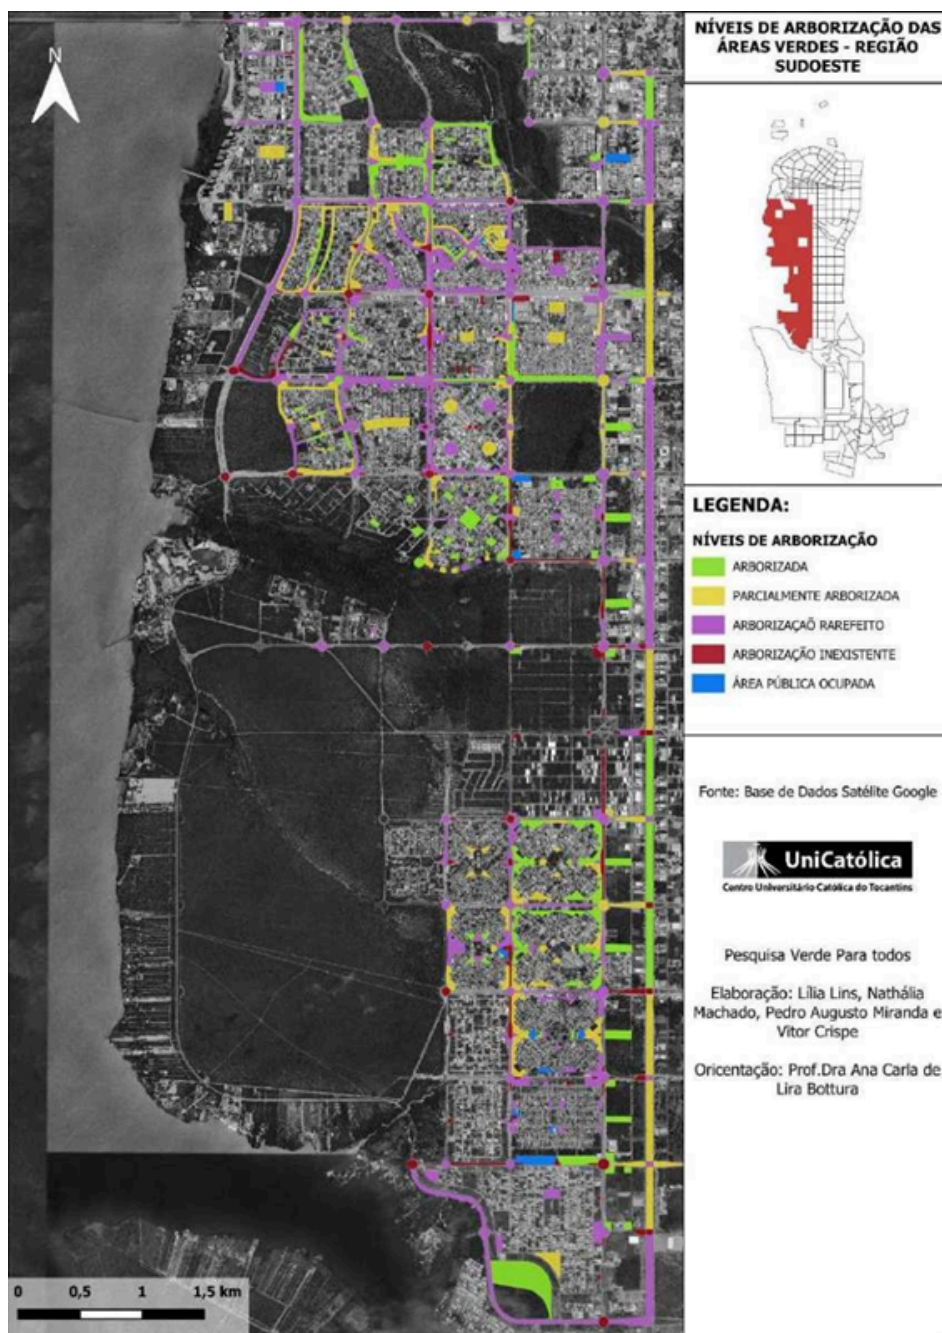 NÍVEIS DE ARBORIZAÇÃO DAS
ÁREAS VERDES - REGIÃO
SUDOESTE
N
LEGENDA:
NÍVEIS DE ARBORIZAÇÃO
ARBORIZADA
PARCIALMENTE ARBORIZADA
ARBORIZAÇAÕ RAREFEITO
ARBORIZAÇÃO INEXISTENTE
ÁREA PÚBLICA OCUPADA
Fonte: Base de Dados Satélite Google
UniCatólica
Centro Universitário Católica do Tocantins
Pesquisa Verde Para todos
Elaboração: Lília Lins, Nathália
Machado, Pedro Augusto Miranda e
Vitor Crispe
Oricentação: Prof.Dra Ana Carla de
Lira Bottura
0 0,5 1 1,5 km